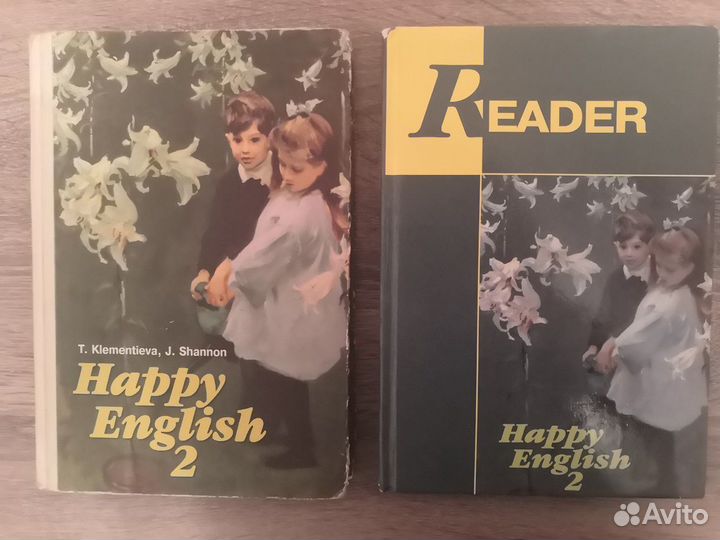 T. Klementieva, J. Shannon
Happy
English
2
READER
Happy
English
2
Avito